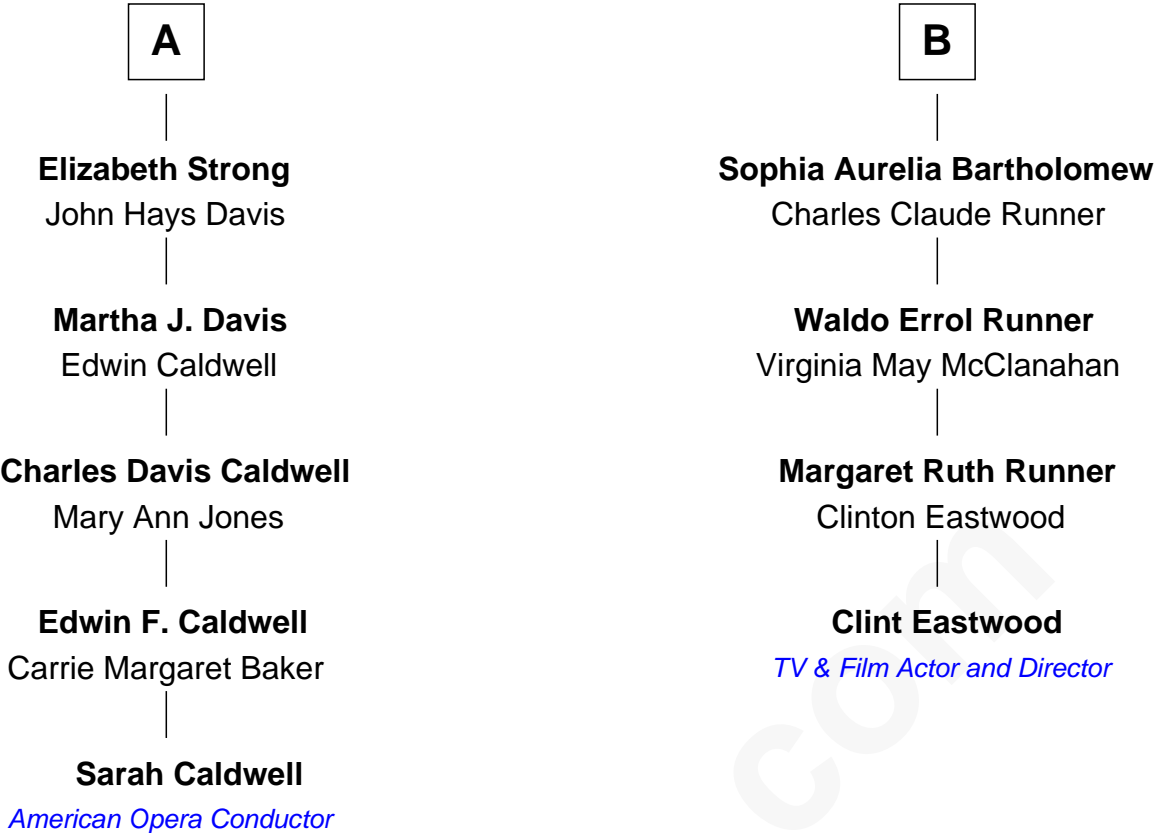 A
Elizabeth Strong
John Hays Davis
Martha J. Davis
Edwin Caldwell
Charles Davis Caldwell
Mary Ann Jones
Edwin F. Caldwell
Carrie Margaret Baker
Sarah Caldwell
American Opera Conductor
B
Sophia Aurelia Bartholomew
Charles Claude Runner
Waldo Errol Runner
Virginia May McClanahan
Margaret Ruth Runner
Clinton Eastwood
Clint Eastwood
TV & Film Actor and Director
com